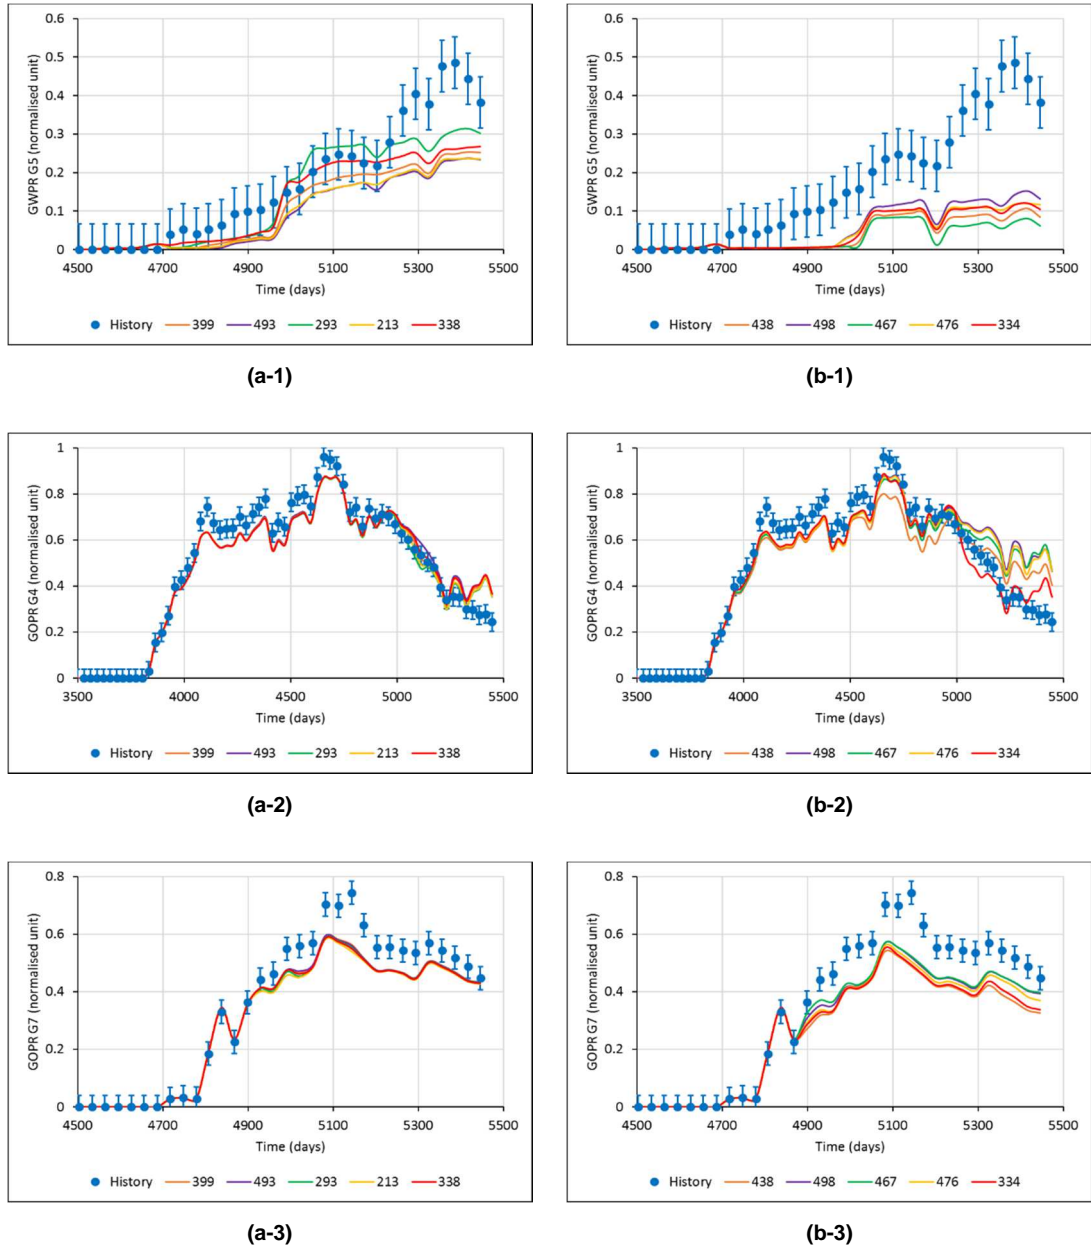 GWPR G5 (normalised unit)
0.6
0.5
0.4
0.3
0.2
0.1
0
4500 4700 4900 5100 5300 5500
Time (days)
History 399 493 293 213 338
(a-1)
GWPR G5 (normalised unit)
0.6
0.5
0.4
0.3
0.2
0.1
0
4500 4700 4900 5100 5300 5500
Time (days)
History 438 498 467 476 334
(b-1)
GOPR G4 (normalised unit)
1
0.8
0.6
0.4
0.2
0
3500 4000 4500 5000 5500
Time (days)
History 399 493 293 213 338
(a-2)
GOPR G4 (normalised unit)
1
0.8
0.6
0.4
0.2
0
3500 4000 4500 5000 5500
Time (days)
History 438 498 467 476 334
(b-2)
GOPR G7 (normalised unit)
0.8
0.6
0.4
0.2
0
4500 4700 4900 5100 5300 5500
Time (days)
History 399 493 293 213 338
(a-3)
GOPR G7 (normalised unit)
0.8
0.6
0.4
0.2
0
4500 4700 4900 5100 5300 5500
Time (days)
History 438 498 467 476 334
(b-3)